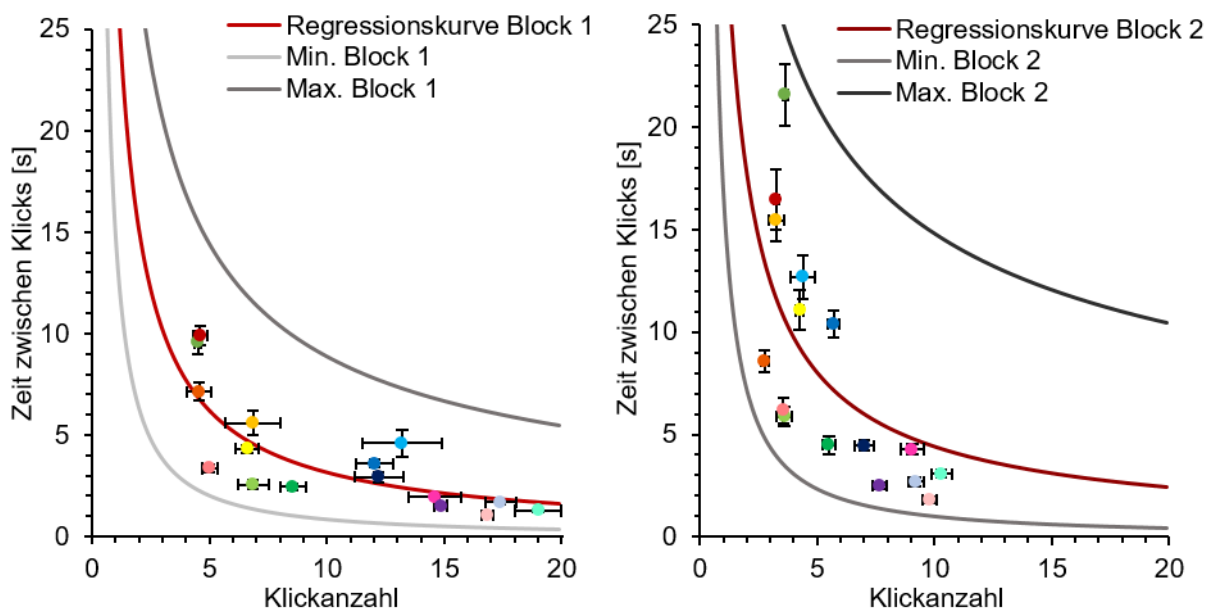 Regressionskurve Block 1
Min. Block 1
Max. Block 1
Zeit zwischen Klicks [s]
25
20
15
10
5
0
0 5 10 15 20
Klickanzahl
Regressionskurve Block 2
Min. Block 2
Max. Block 2
Zeit zwischen Klicks [s]
25
20
15
10
5
0
0 5 10 15 20
Klickanzahl